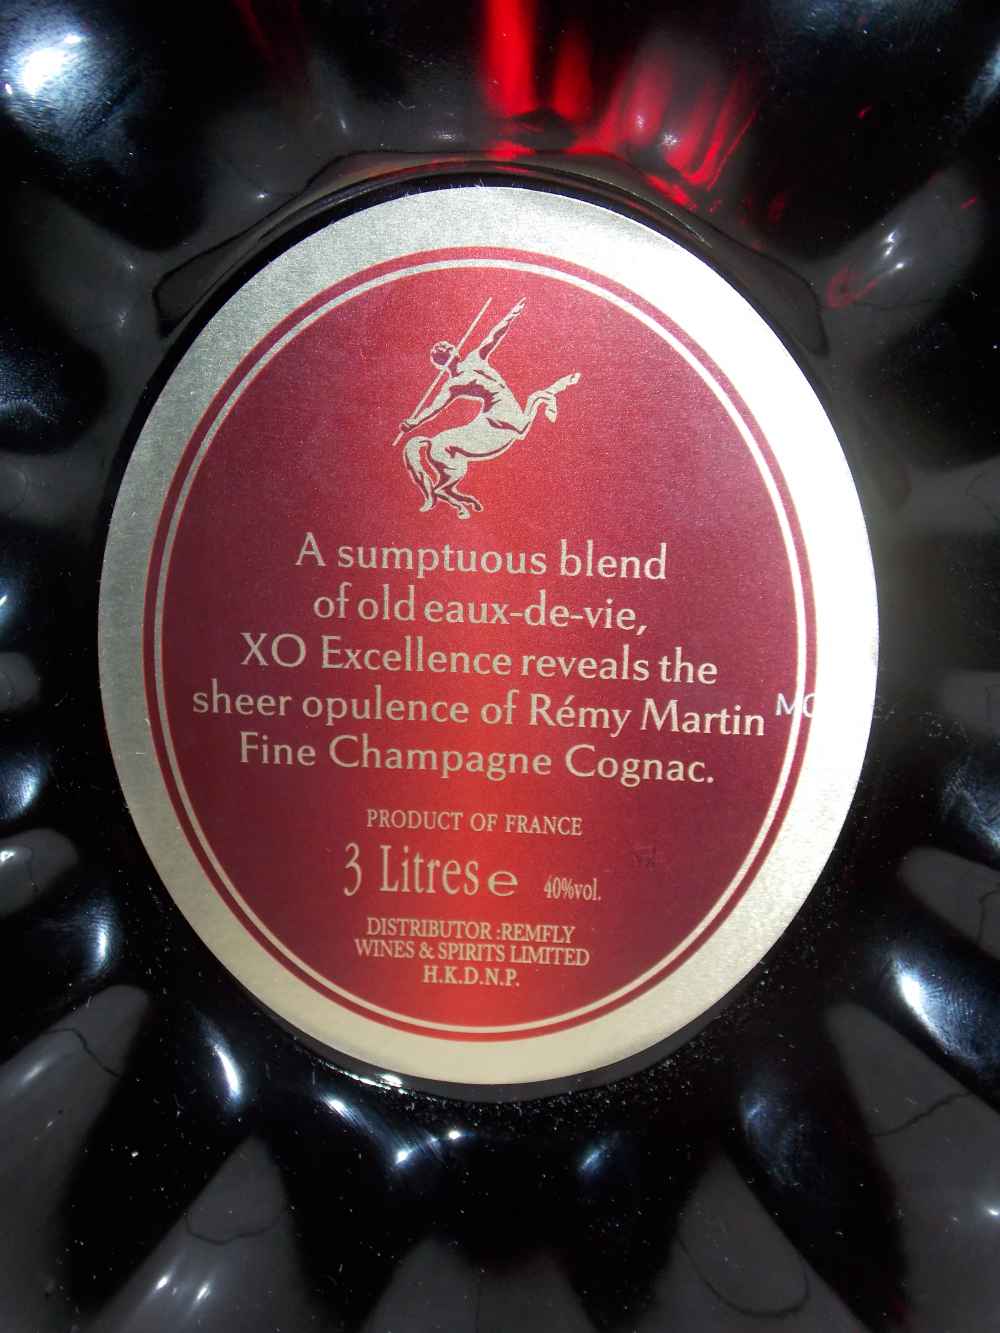 A sumptuous blend
of old eaux-de-vie,
XO Excellence reveals the
sheer opulence of Rémy Martin
Fine Champagne Cognac.
PRODUCT OF FRANCE
3 Litres e 40%vol.
DISTRIBUTOR :REMFLY
WINES & SPIRITS LIMITED
H.K.D.N.P.